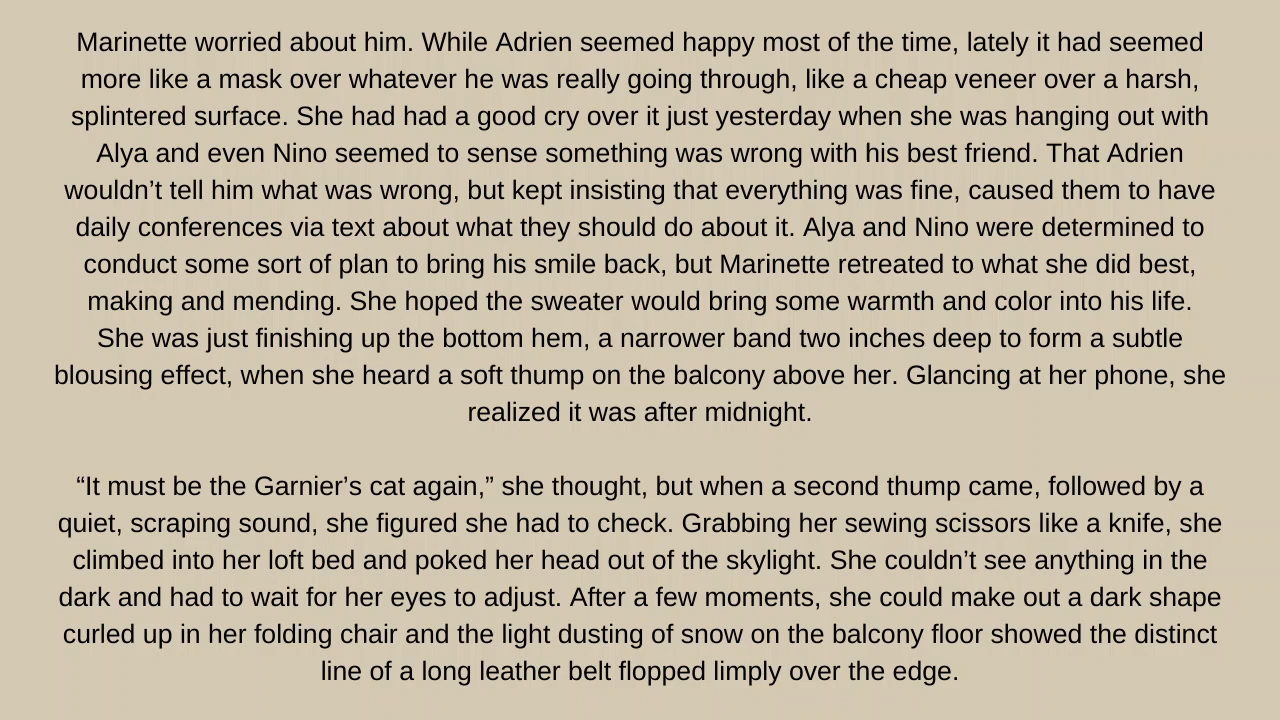 Marinette worried about him. While Adrien seemed happy most of the time, lately it had seemed
more like a mask over whatever he was really going through, like a cheap veneer over a harsh,
splintered surface. She had had a good cry over it just yesterday when she was hanging out with
Alya and even Nino seemed to sense something was wrong with his best friend. That Adrien
wouldn’t tell him what was wrong, but kept insisting that everything was fine, caused them to have
daily conferences via text about what they should do about it. Alya and Nino were determined to
conduct some sort of plan to bring his smile back, but Marinette retreated to what she did best,
making and mending. She hoped the sweater would bring some warmth and color into his life.
She was just finishing up the bottom hem, a narrower band two inches deep to form a subtle
blousing effect, when she heard a soft thump on the balcony above her. Glancing at her phone, she
realized it was after midnight.
“It must be the Garnier’s cat again,” she thought, but when a second thump came, followed by a
quiet, scraping sound, she figured she had to check. Grabbing her sewing scissors like a knife, she
climbed into her loft bed and poked her head out of the skylight. She couldn’t see anything in the
dark and had to wait for her eyes to adjust. After a few moments, she could make out a dark shape
curled up in her folding chair and the light dusting of snow on the balcony floor showed the distinct
line of a long leather belt flopped limply over the edge.